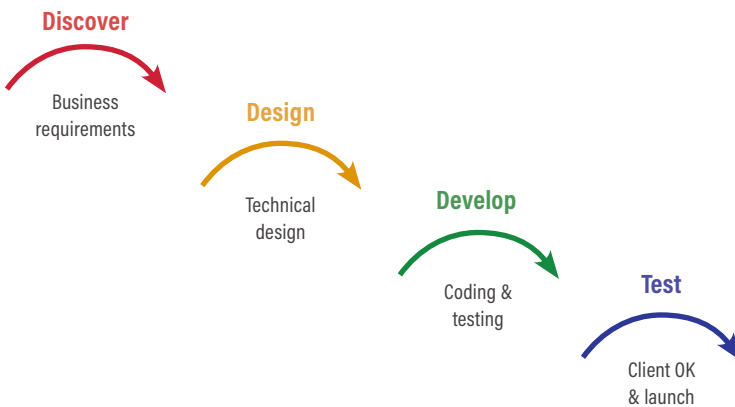 Discover
Business
requirements
Design
Technical
design
Develop
Coding &
testing
Test
Client OK
& launch